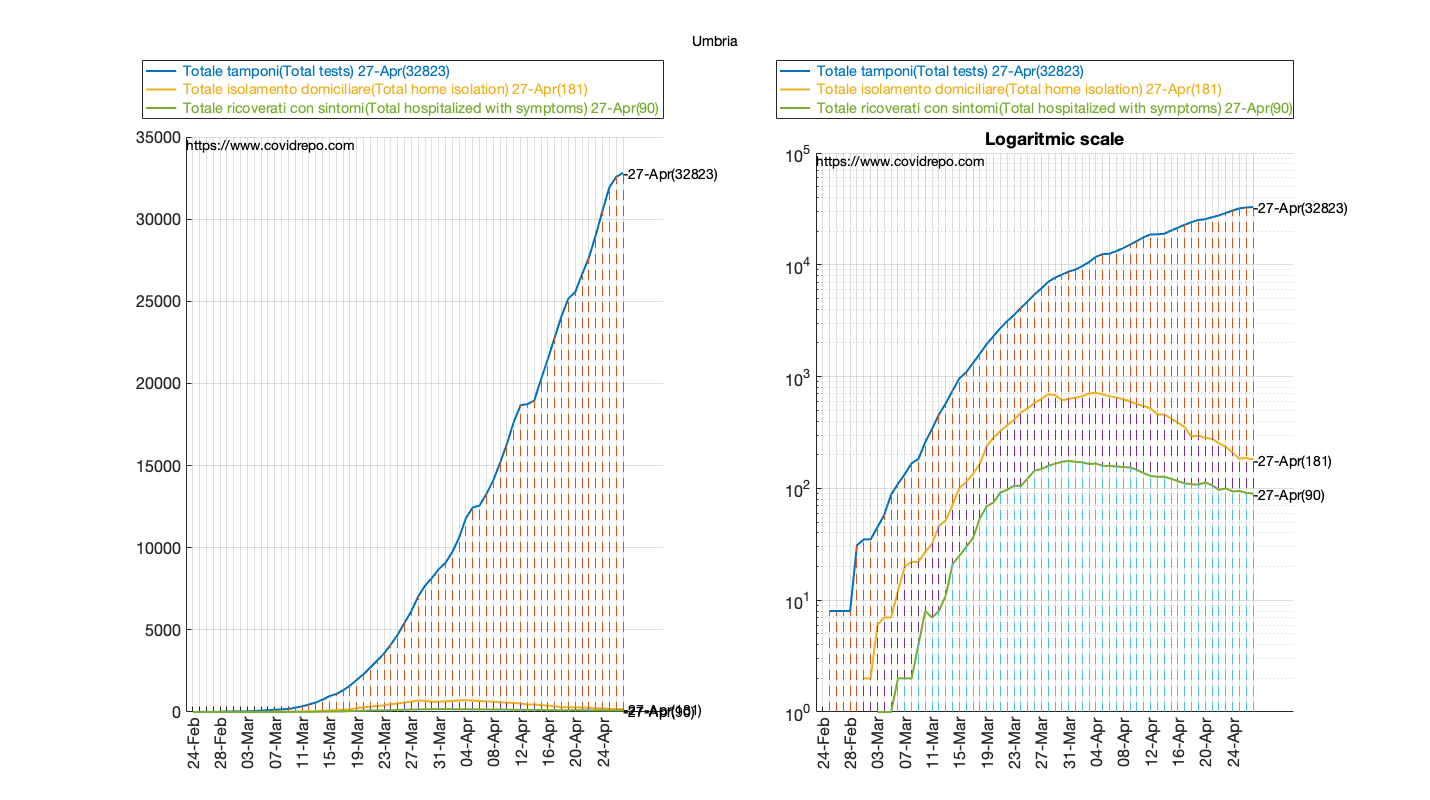 Umbria
Totale tamponi(Total tests) 27-Apr(32823)
Totale isolamento domiciliare(Total home isolation) 27-Apr(181)
Totale ricoverati con sintomi(Total hospitalized with symptoms) 27-Apr(90)
35000
https://www.covidrepo.com
30000
25000
20000
15000
10000
5000
0
-27-Apr(32823)
-27-Apr(181)
-27-Apr(90)
24-Feb
28-Feb
03-Mar
07-Mar
11-Mar
15-Mar
19-Mar
23-Mar
27-Mar
31-Mar
04-Apr
08-Apr
12-Apr
16-Apr
20-Apr
24-Apr
Totale tamponi(Total tests) 27-Apr(32823)
Totale isolamento domiciliare(Total home isolation) 27-Apr(181)
Totale ricoverati con sintomi(Total hospitalized with symptoms) 27-Apr(90)
Logaritmic scale
10^5
https://www.covidrepo.com
10^4
10^3
10^2
10^1
10^0
-27-Apr(32823)
-27-Apr(181)
-27-Apr(90)
24-Feb
28-Feb
03-Mar
07-Mar
11-Mar
15-Mar
19-Mar
23-Mar
27-Mar
31-Mar
04-Apr
08-Apr
12-Apr
16-Apr
20-Apr
24-Apr